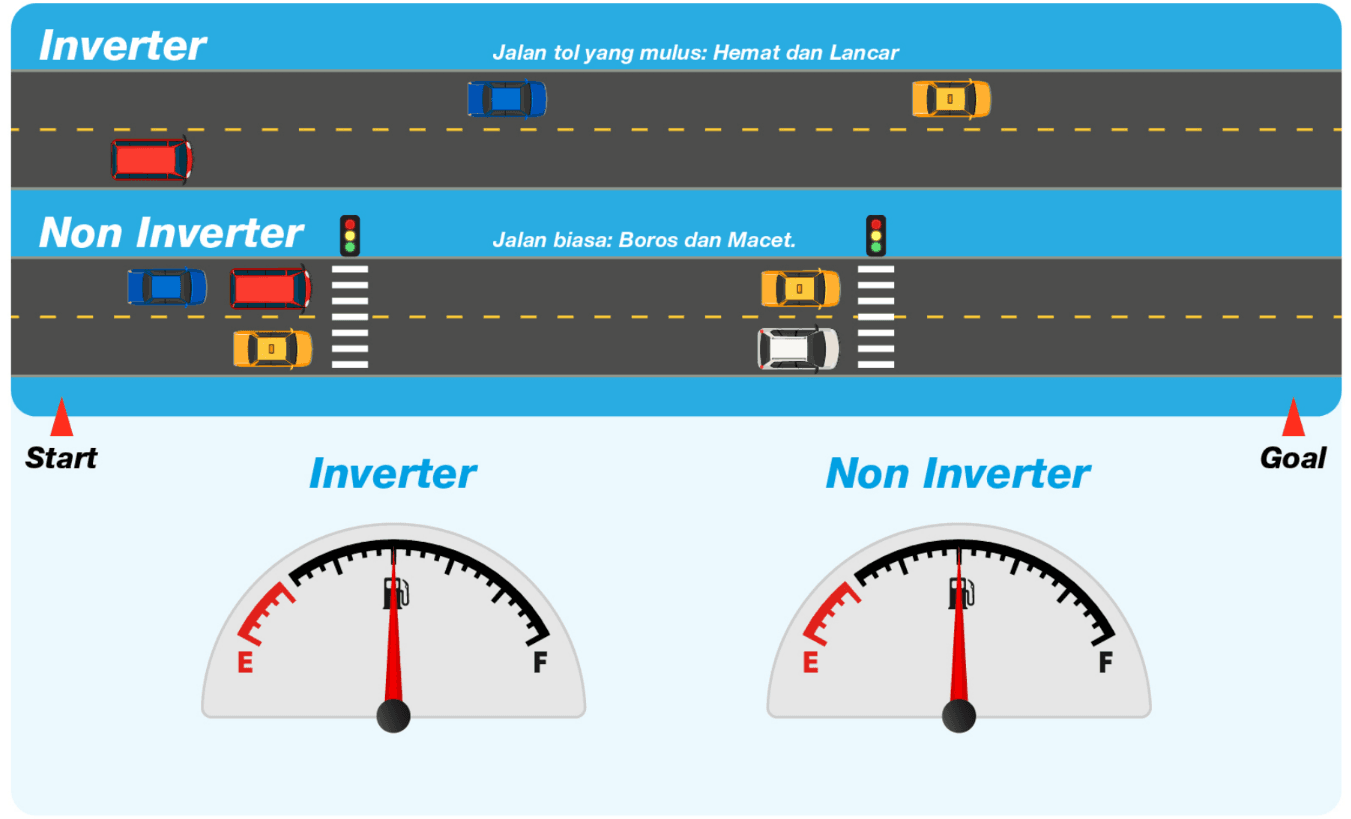 Inverter
Jalan tol yang mulus: Hemat dan Lancar
Non Inverter
Jalan biasa: Boros dan Macet.
Start
Goal
Inverter
Non Inverter
E
F
E
F